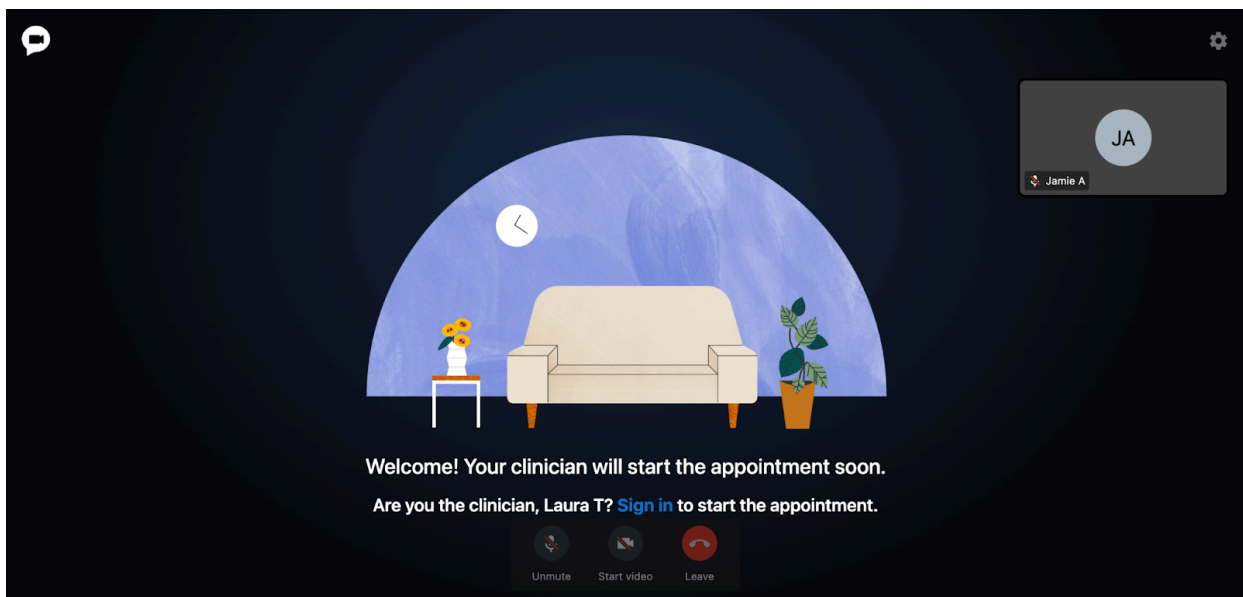 JA
Jamie A
Welcome! Your clinician will start the appointment soon.
Are you the clinician, Laura T? Sign in to start the appointment.
Unmute
Start video
Leave